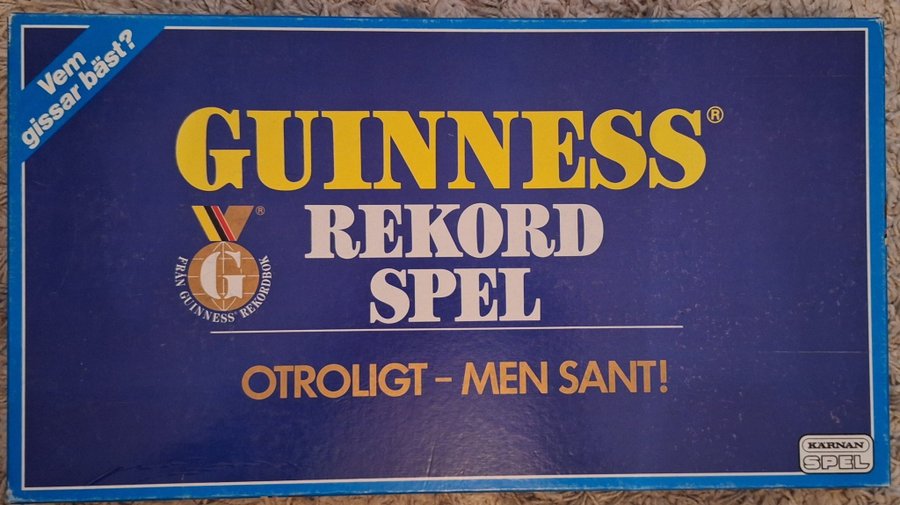 Vem
gissar bäst?
GUINNESS®
REKORD
SPEL
®
G
FRÅN GUINNESS® REKORDBOK
OTROLIGT – MEN SANT!
KÄRNAN
SPEL